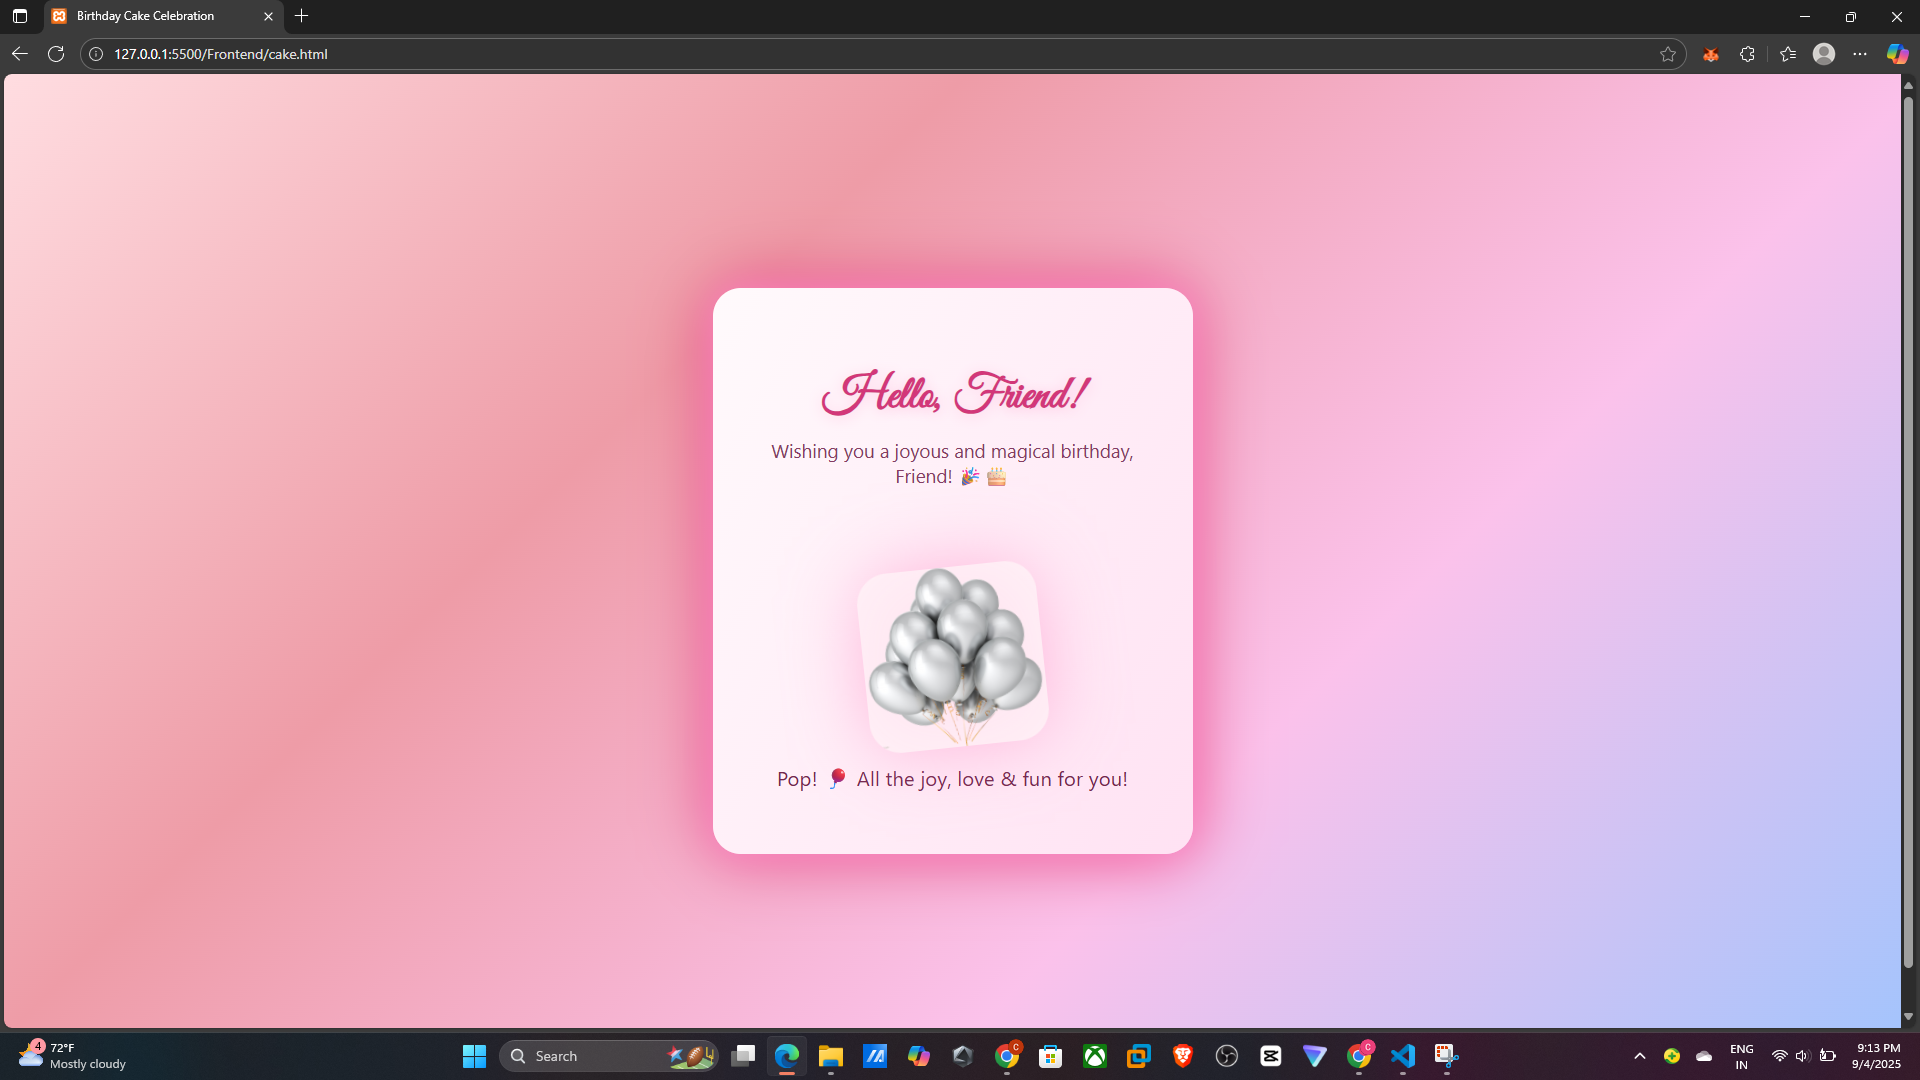 Birthday Cake Celebration
127.0.0.1:5500/Frontend/cake.html
Hello, Friend!
Wishing you a joyous and magical birthday,
Friend! 🎉 🎂
Pop! 🎈 All the joy, love & fun for you!
4
72°F
Mostly cloudy
Search
C
C
ENG
IN
9:13 PM
9/4/2025